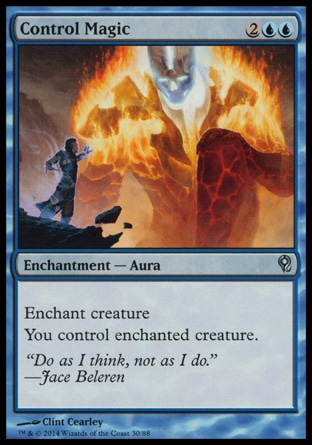 Control Magic 2
Enchantment — Aura
Enchant creature
You control enchanted creature.
“Do as I think, not as I do.”
—Jace Beleren
Clint Cearley
™ & © 2014 Wizards of the Coast 30/88